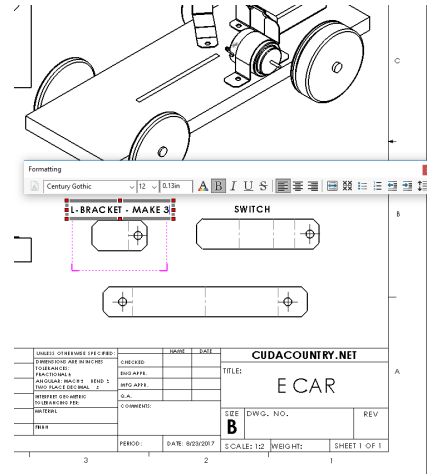 C
Formatting
Century Gothic 12 0.13in A B I U S
L-BRACKET - MAKE 3 SWITCH
B
NAME DATE
UNLESS OTHERWISE SPECIFIED:
DIMENSIONS ARE IN INCHES
TOLERANCES:
FRACTIONAL ±
ANGULAR: MACH ± BEND ±
TWO PLACE DECIMAL ±
INTERPRET GEOMETRIC
TOLERANCING PER:
MATERIAL
FINISH
CHECKED
ENG APPR.
MFG APPR.
Q.A.
COMMENTS:
PERIOD: DATE: 8/23/2017
CUDACOUNTRY.NET
TITLE:
E CAR
A
SIZE DWG. NO. REV
B
SCALE: 1:2 WEIGHT: SHEET 1 OF 1
3 2 1